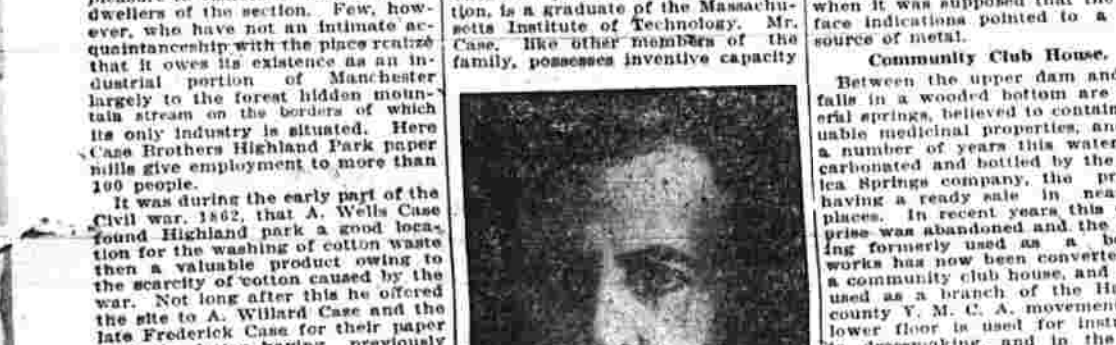 dwellers of the section. Few, how-
ever, who have not an intimate ac-
quaintanceship with the place realize
that it owes its existence as an in-
dustrial portion of Manchester
largely to the forest hidden moun-
tain stream on the borders of which
its only industry is situated. Here
Case Brothers Highland Park paper
mills give employment to more than
100 people.
It was during the early part of the
Civil war, 1862, that A. Wells Case
found Highland park a good loca-
tion for the washing of cotton waste
then a valuable product owing to
the scarcity of cotton caused by the
war. Not long after this he offered
the site to A. Willard Case and the
late Frederick Case for their paper
previously
tion, is a graduate of the Massachu-
setts Institute of Technology. Mr.
Case, like other members of the
family, possesses inventive capacity
when it was supposed that
face indications pointed to a
source of metal.
Community Club House.
Between the upper dam and
falls in a wooded bottom are
eral springs, believed to contain
uable medicinal properties, an
a number of years this water
carbonated and bottled by the
ica Springs company, the pr
having a ready sale in near
places. In recent years this
prise was abandoned and the
ing formerly used as a b
works has now been converte
a community club house, and
used as a branch of the Ha
county Y. M. C. A. movement
lower floor is used for inst
dressmaking and in the